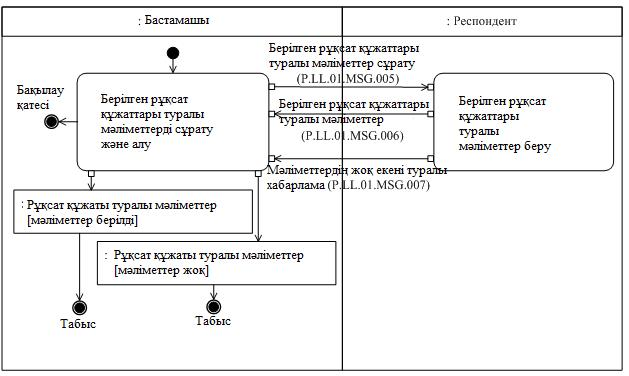 : Бастамашы
: Респондент
Берілген рұқсат құжаттары
туралы мәліметтер сұрату
(P.LL.01.MSG.005)
Бақылау
қатесі
Берілген рұқсат
құжаттары туралы
мәліметтерді сұрату
және алу
Берілген рұқсат құжаттары
туралы мәліметтер
(P.LL.01.MSG.006)
Берілген рұқсат
құжаттары
туралы
мәліметтер беру
Мәліметтердің жоқ екені туралы
хабарлама (P.LL.01.MSG.007)
: Рұқсат құжаты туралы мәліметтер
[мәліметтер берілді]
: Рұқсат құжаты туралы мәліметтер
[мәліметтер жоқ]
Табыс
Табыс